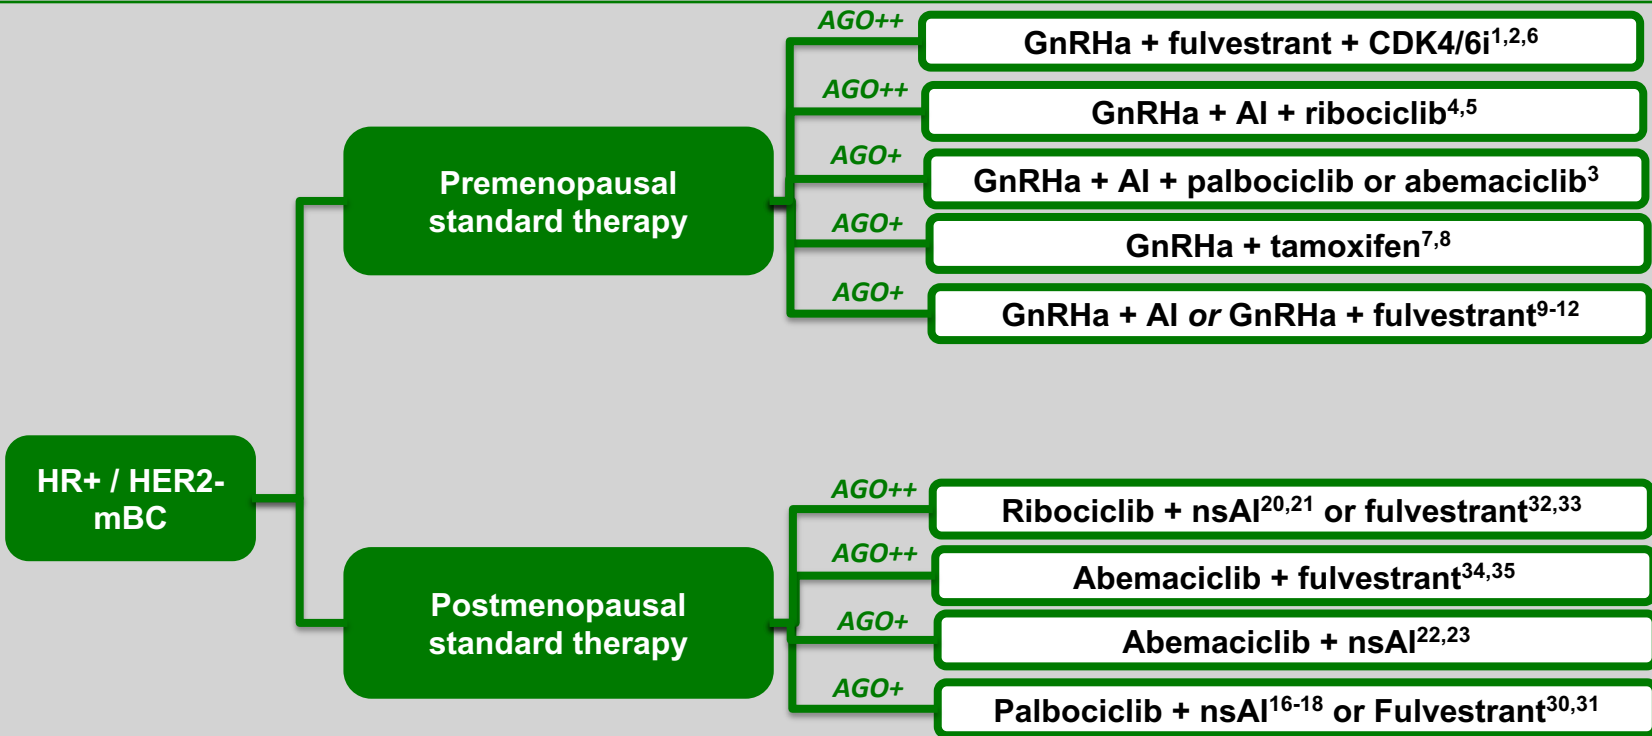 AGO++
GnRHa + fulvestrant + CDK4/6i1,2,6
AGO++
GnRHa + AI + ribociclib4,5
AGO+
GnRHa + AI + palbociclib or abemaciclib3
AGO+
GnRHa + tamoxifen7,8
AGO+
GnRHa + AI or GnRHa + fulvestrant9-12
Premenopausal
standard therapy
HR+ / HER2-
mBC
Postmenopausal
standard therapy
AGO++
Ribociclib + nsAI20,21 or fulvestrant32,33
AGO++
Abemaciclib + fulvestrant34,35
AGO+
Abemaciclib + nsAI22,23
AGO+
Palbociclib + nsAI16-18 or Fulvestrant30,31